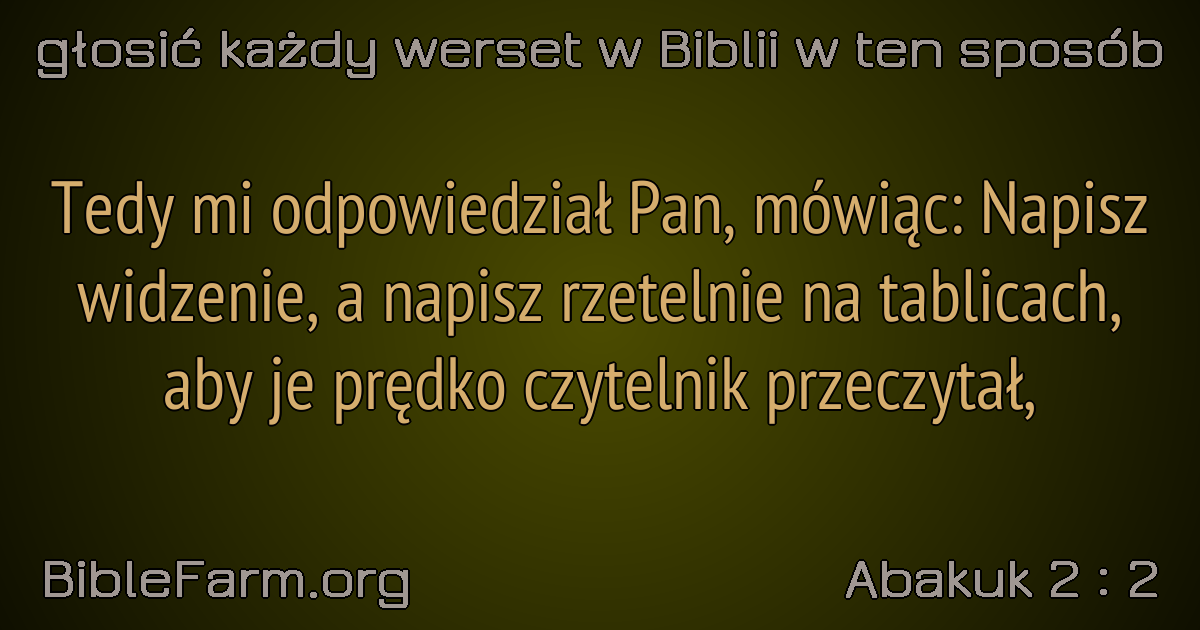 głosić każdy werset w Biblii w ten sposób
Tedy mi odpowiedział Pan, mówiąc: Napisz
widzenie, a napisz rzetelnie na tablicach,
aby je prędko czytelnik przeczytał,
BibleFarm.org
Abakuk 2 : 2